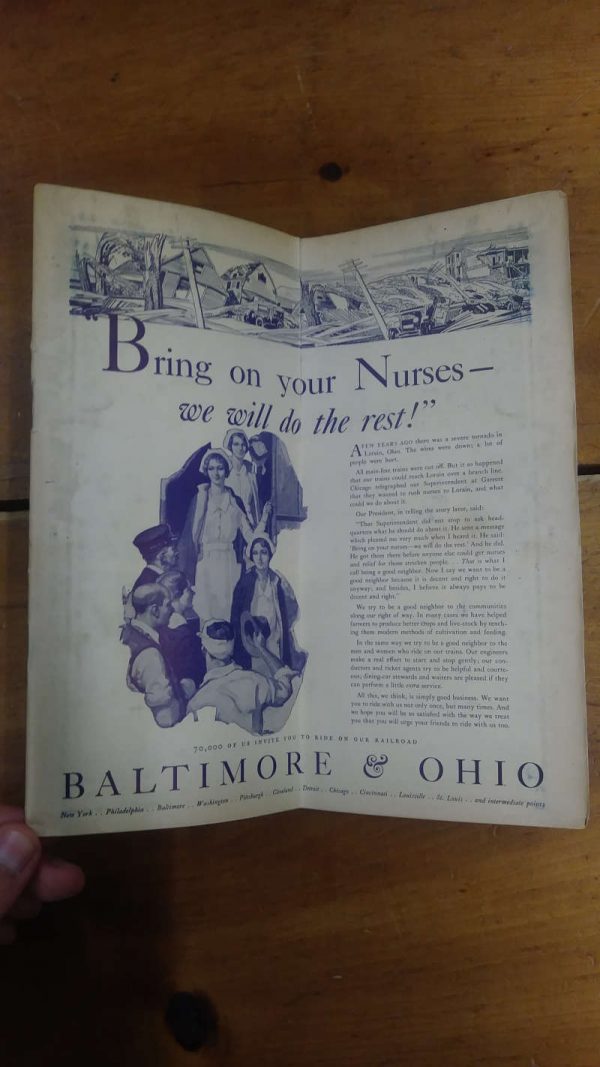 "Bring on your Nurses—
we will do the rest!"
A FEW YEARS AGO there was a severe tornado in
Lorain, Ohio. The wires were down; a lot of
people were hurt.
All main-line trains were cut off. But it so happened
that our trains could reach Lorain over a branch line.
Chicago telegraphed our Superintendent at Garrett
that they wanted to rush nurses to Lorain, and what
could we do about it.
Our President, in telling the story later, said:
"That Superintendent did not stop to ask head-
quarters what he should do about it. He sent a message
which pleased me very much when I heard it. He said:
'Bring on your nurses—we will do the rest.' And he did.
He got them there before anyone else could get nurses
and relief for those stricken people. . . . That is what I
call being a good neighbor. Now I say we want to be a
good neighbor because it is decent and right to do it
anyway; and besides, I believe it always pays to be
decent and right."
We try to be a good neighbor to the communities
along our right of way. In many cases we have helped
farmers to produce better crops and live-stock by teach-
ing them modern methods of cultivation and feeding.
In the same way we try to be a good neighbor to the
men and women who ride on our trains. Our engineers
make a real effort to start and stop gently; our con-
ductors and ticket agents try to be helpful and courte-
ous; dining-car stewards and waiters are pleased if they
can perform a little extra service.
All this, we think, is simply good business. We want
you to ride with us not only once, but many times. And
we hope you will be so satisfied with the way we treat
you that you will urge your friends to ride with us too.
70,000 OF US INVITE YOU TO RIDE ON OUR RAILROAD
BALTIMORE & OHIO
New York . . Philadelphia . . Baltimore . . Washington . . Pittsburgh . . Cleveland . . Detroit . . Chicago . . Cincinnati . . Louisville . . St. Louis . . and intermediate points